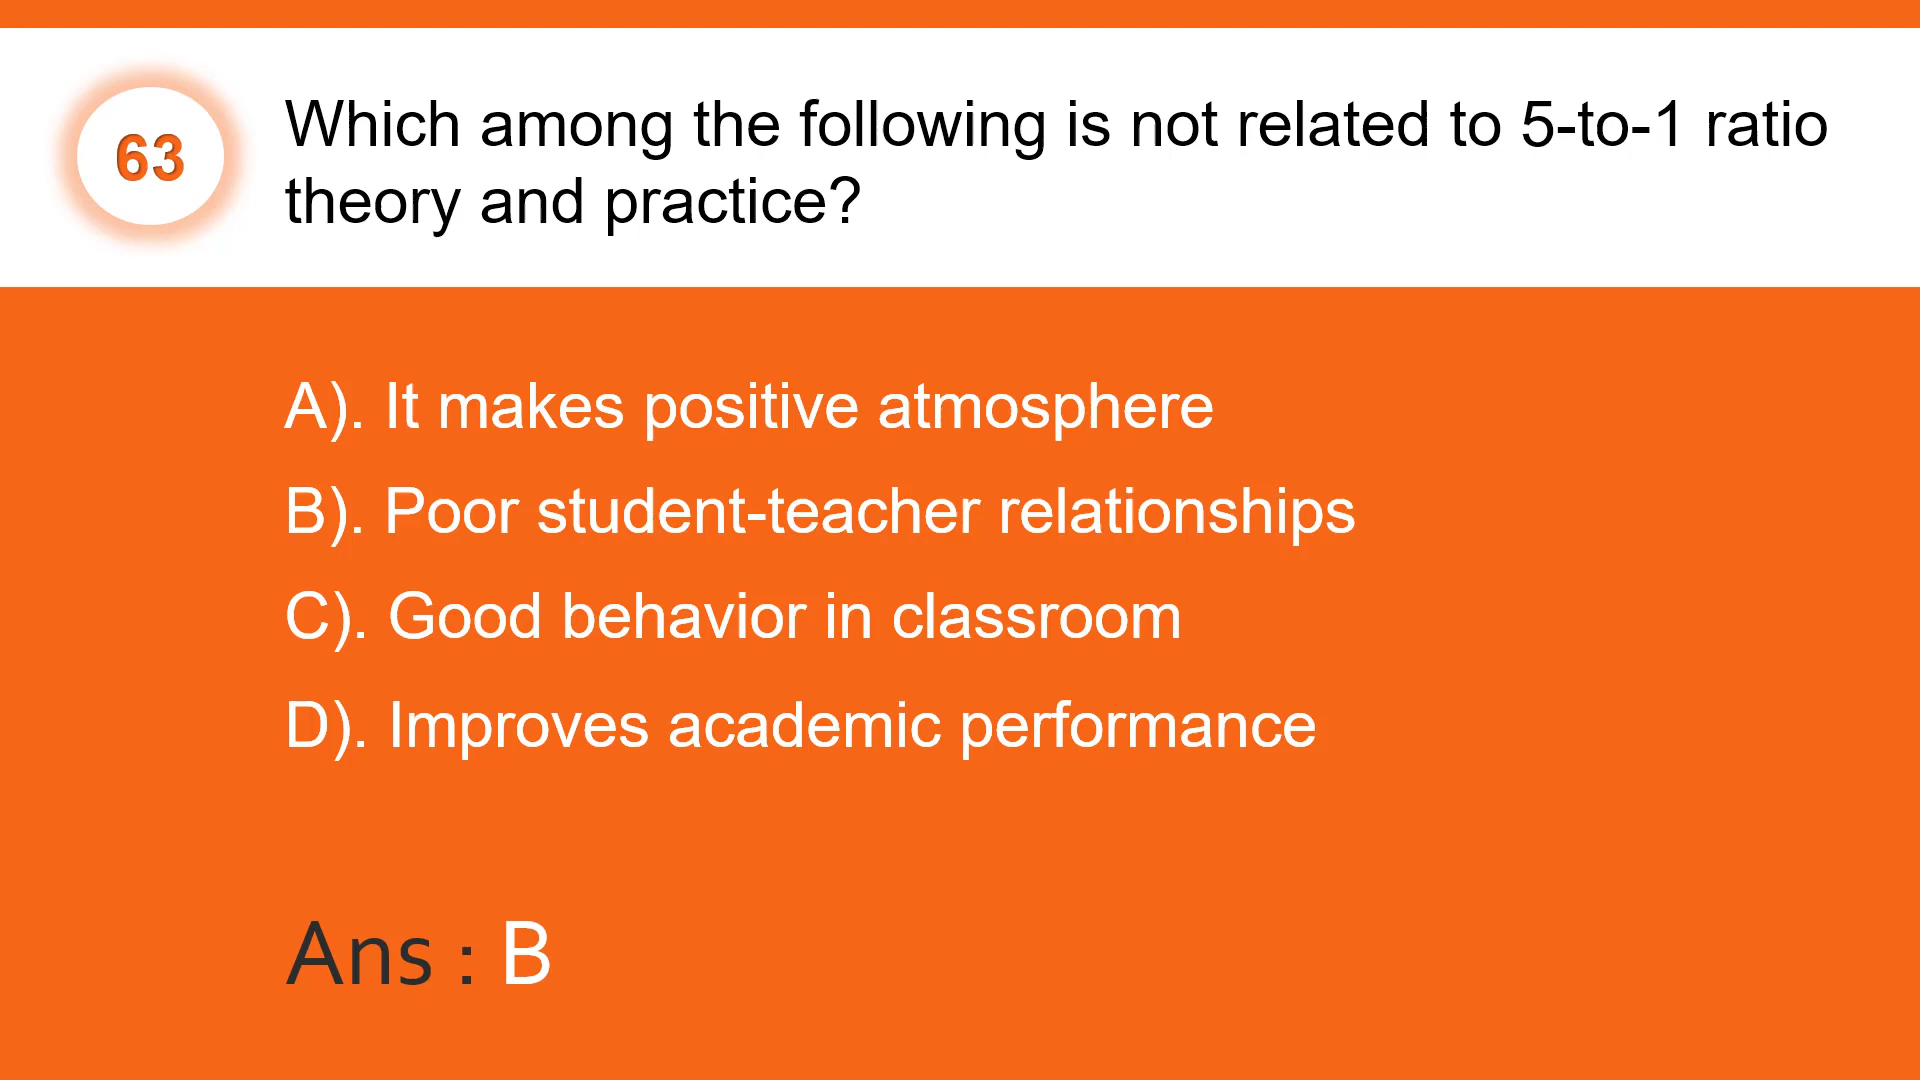 63
Which among the following is not related to 5-to-1 ratio
theory and practice?
A). It makes positive atmosphere
B). Poor student-teacher relationships
C). Good behavior in classroom
D). Improves academic performance
Ans : B